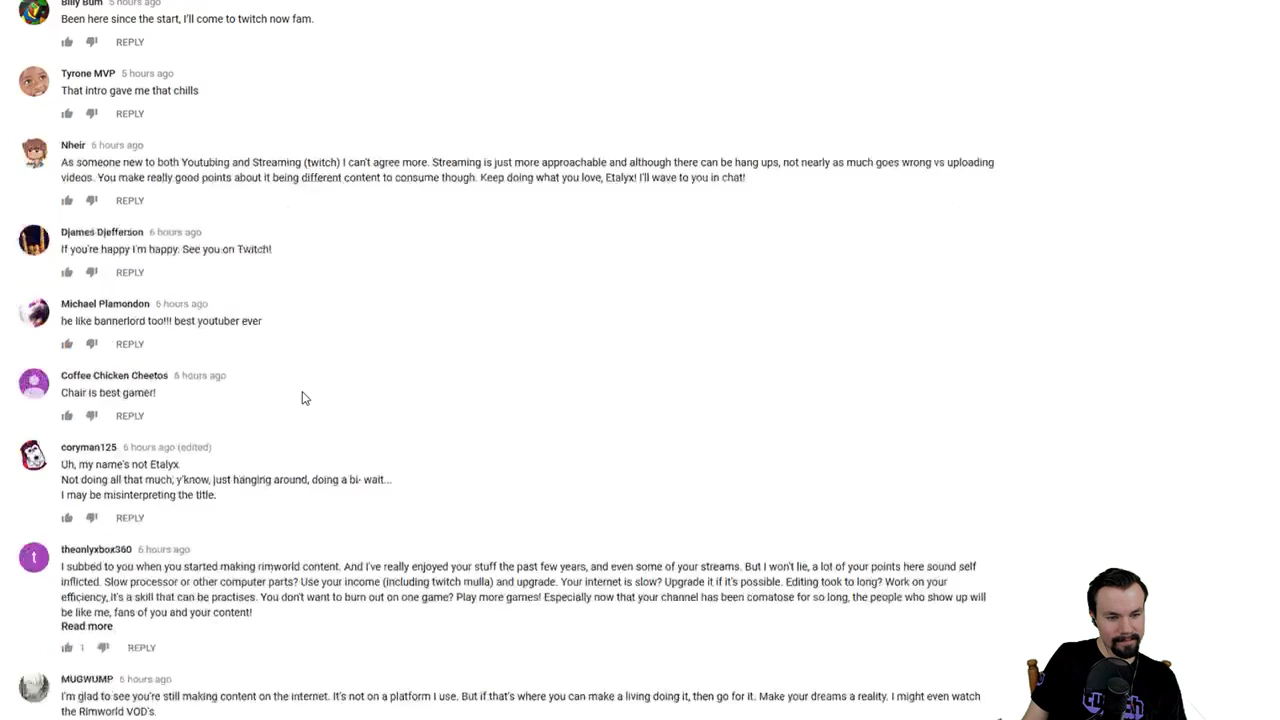 Billy Bum 5 hours ago
Been here since the start, I'll come to twitch now fam.
REPLY
Tyrone MVP 5 hours ago
That intro gave me that chills
REPLY
Nheir 6 hours ago
As someone new to both Youtubing and Streaming (twitch) I can't agree more. Streaming is just more approachable and although there can be hang ups, not nearly as much goes wrong vs uploading
videos. You make really good points about it being different content to consume though. Keep doing what you love, Etalyx! I'll wave to you in chat!
REPLY
Djames Djefferson 6 hours ago
If you're happy I'm happy. See you on Twitch!
REPLY
Michael Plamondon 6 hours ago
he like bannerlord too!!! best youtuber ever
REPLY
Coffee Chicken Cheetos 6 hours ago
Chair is best gamer!
REPLY
coryman125 6 hours ago (edited)
Uh, my name's not Etalyx
Not doing all that much, y'know, just hanging around, doing a bi- wait...
I may be misinterpreting the title.
REPLY
t
theonlyxbox360 6 hours ago
I subbed to you when you started making rimworld content. And I've really enjoyed your stuff the past few years, and even some of your streams. But I won't lie, a lot of your points here sound self
inflicted. Slow processor or other computer parts? Use your income (including twitch mulla) and upgrade. Your internet is slow? Upgrade it if it's possible. Editing took to long? Work on your
efficiency, it's a skill that can be practises. You don't want to burn out on one game? Play more games! Especially now that your channel has been comatose for so long, the people who show up will
be like me, fans of you and your content!
Read more
1 REPLY
MUGWUMP 6 hours ago
I'm glad to see you're still making content on the internet. It's not on a platform I use. But if that's where you can make a living doing it, then go for it. Make your dreams a reality. I might even watch
the Rimworld VOD's.